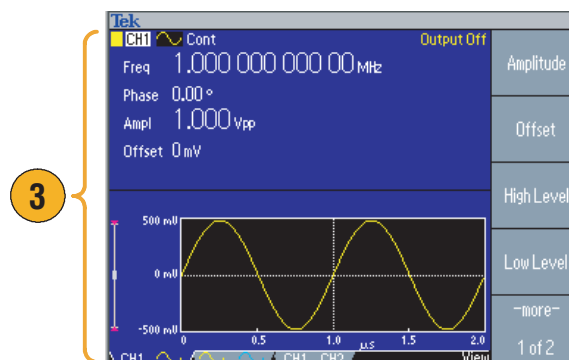 Tek
CH1 Cont Output Off
Freq 1.000 000 000 00 MHz
Phase 0.00 °
Ampl 1.000 Vpp
Offset 0 mV
3
500 mV
0 mV
-500 mV
0 0.5 1.0 1.5 2.0
µs
CH1 CH1 CH2 View
Amplitude
Offset
High Level
Low Level
-more-
1 of 2